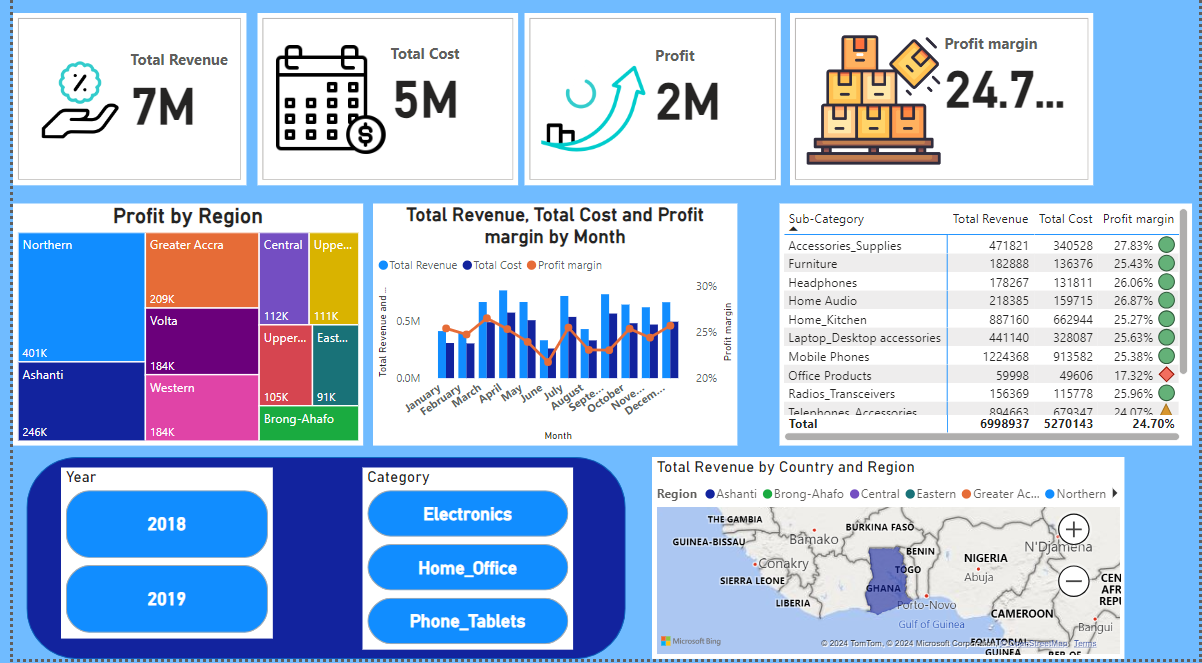 Total Revenue
7M
Total Cost
5M
Profit
2M
Profit margin
24.7...
Profit by Region
Northern
401K
Ashanti
246K
Greater Accra
209K
Volta
184K
Western
184K
Central
112K
Uppe...
111K
Upper...
105K
East...
91K
Brong-Ahafo
Total Revenue, Total Cost and Profit
margin by Month
Total Revenue Total Cost Profit margin
Total Revenue and ...
0.5M
0.0M
30%
25%
20%
Profit margin
January
February
March
April
May
June
July
August
Septe...
October
Nove...
Decem...
Month
Sub-Category Total Revenue Total Cost Profit margin
Accessories_Supplies 471821 340528 27.83%
Furniture 182888 136376 25.43%
Headphones 178267 131811 26.06%
Home Audio 218385 159715 26.87%
Home_Kitchen 887160 662944 25.27%
Laptop_Desktop accessories 441140 328087 25.63%
Mobile Phones 1224368 913582 25.38%
Office Products 59998 49606 17.32%
Radios_Transceivers 156369 115778 25.96%
Telephones_Accessories 894663 679347 24.07%
Total 6998937 5270143 24.70%
Year
2018
2019
Category
Electronics
Home_Office
Phone_Tablets
Total Revenue by Country and Region
Region Ashanti Brong-Ahafo Central Eastern Greater Ac... Northern
THE GAMBIA
GUINEA-BISSAU
Bamako
BURKINA FASO
N'Djamena
Conakry
BENIN
NIGERIA
TOGO
Abuja
SIERRA LEONE
GHANA
CEN
AFR
REPI
LIBERIA
Porto-Novo
CAMEROON
Gulf of Guinea
Bangui
Microsoft Bing
© 2024 TomTom, © 2024 Microsoft Corporation, © OpenStreetMap Terms
EQUATORIAL
GUINEA
REP. OF